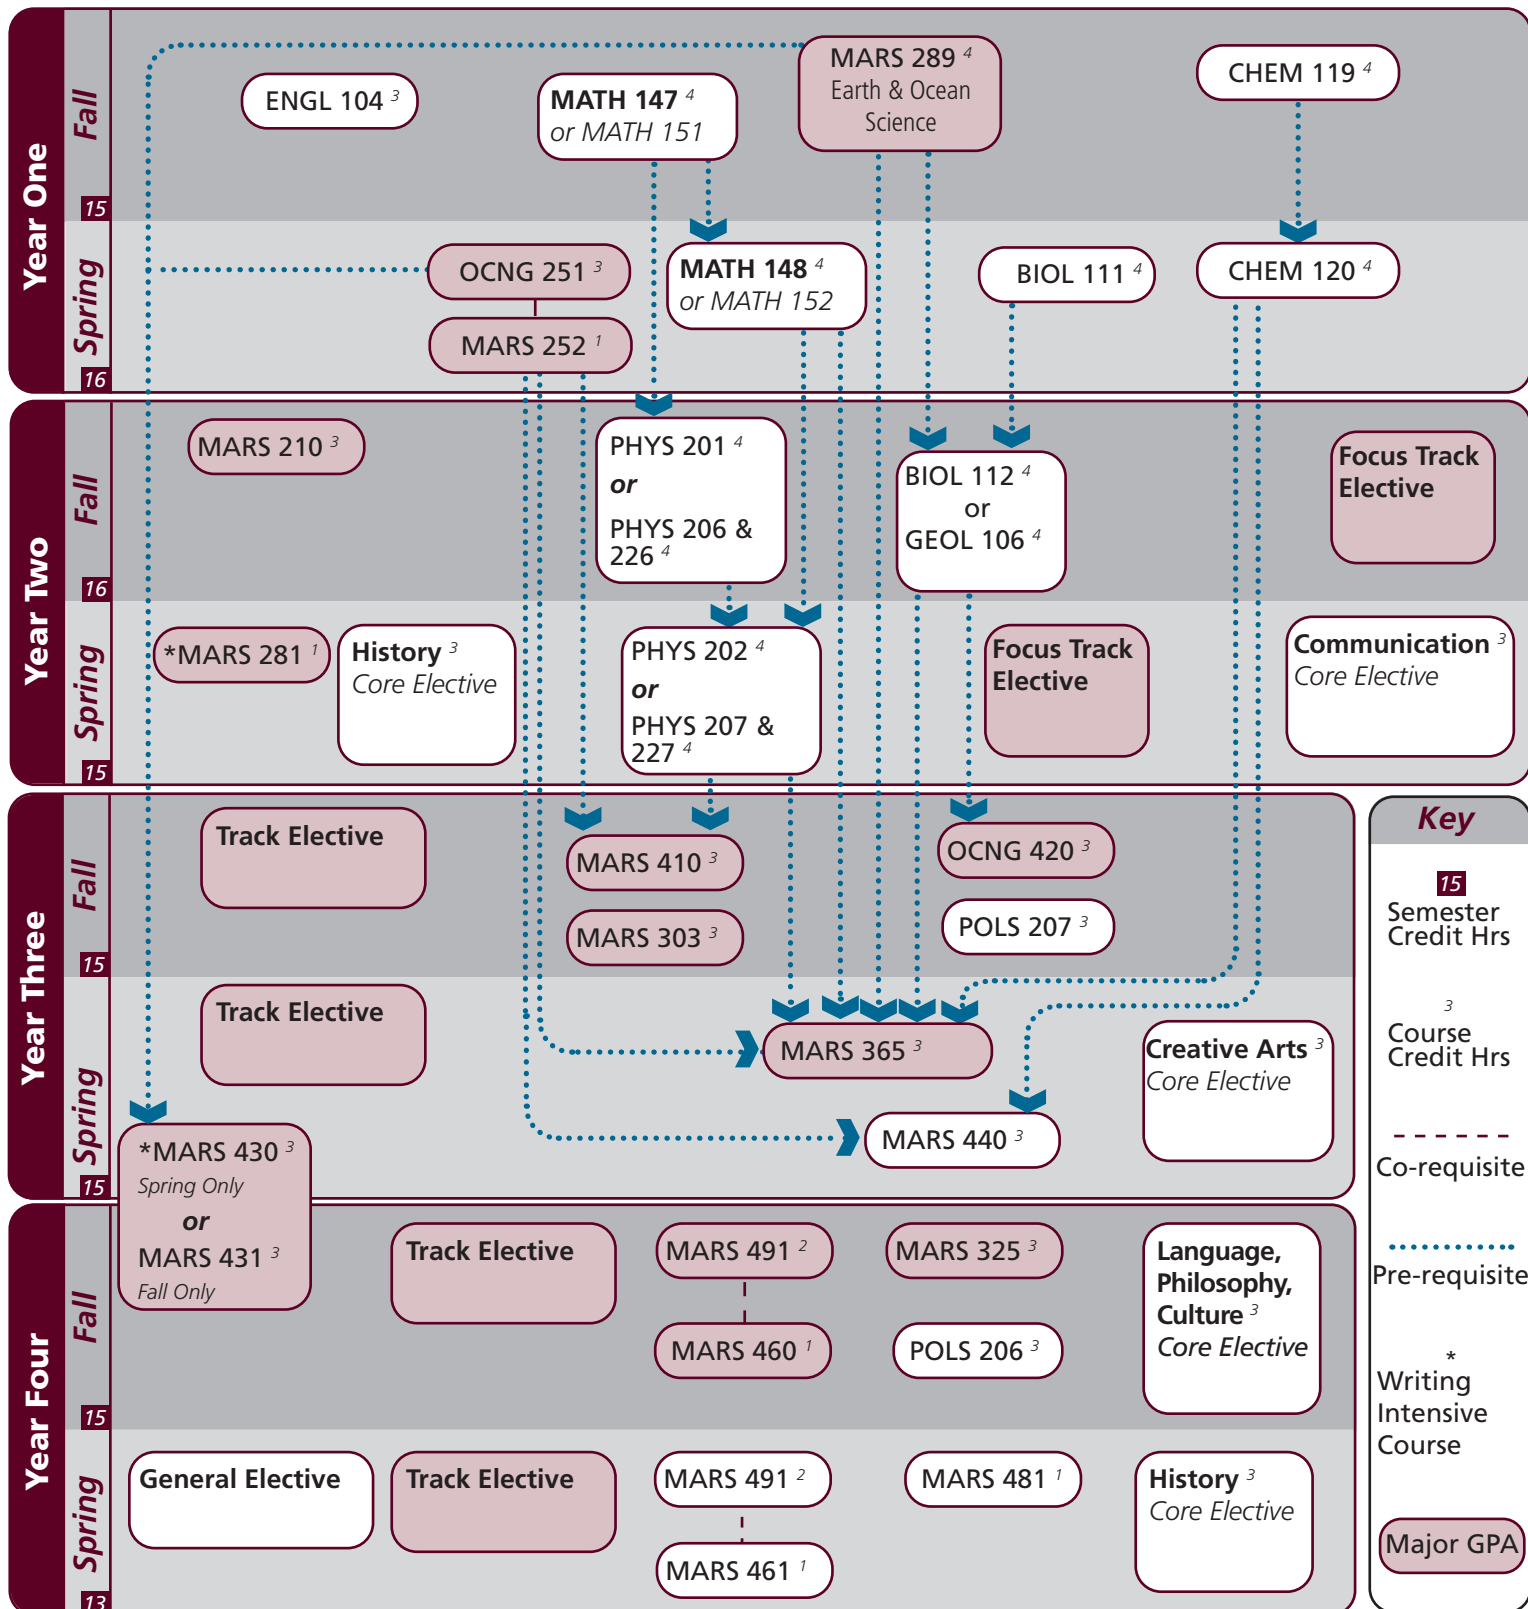 Year One
Fall
15
ENGL 104 3
MATH 147 4
or MATH 151
MARS 289 4
Earth & Ocean
Science
CHEM 119 4
Spring
16
OCNG 251 3
MARS 252 1
MATH 148 4
or MATH 152
BIOL 111 4
CHEM 120 4
Year Two
Fall
16
MARS 210 3
PHYS 201 4
or
PHYS 206 &
226 4
BIOL 112 4
or
GEOL 106 4
Focus Track
Elective
Spring
15
*MARS 281 1
History 3
Core Elective
PHYS 202 4
or
PHYS 207 &
227 4
Focus Track
Elective
Communication 3
Core Elective
Year Three
Fall
15
Track Elective
MARS 410 3
MARS 303 3
OCNG 420 3
POLS 207 3
Spring
15
Track Elective
MARS 365 3
MARS 440 3
Creative Arts 3
Core Elective
*MARS 430 3
Spring Only
or
MARS 431 3
Fall Only
Year Four
Fall
15
Track Elective
MARS 491 2
MARS 460 1
MARS 325 3
POLS 206 3
Language,
Philosophy,
Culture 3
Core Elective
Spring
13
General Elective
Track Elective
MARS 491 2
MARS 461 1
MARS 481 1
History 3
Core Elective
Key
15
Semester
Credit Hrs
3
Course
Credit Hrs
Co-requisite
Pre-requisite
*
Writing
Intensive
Course
Major GPA